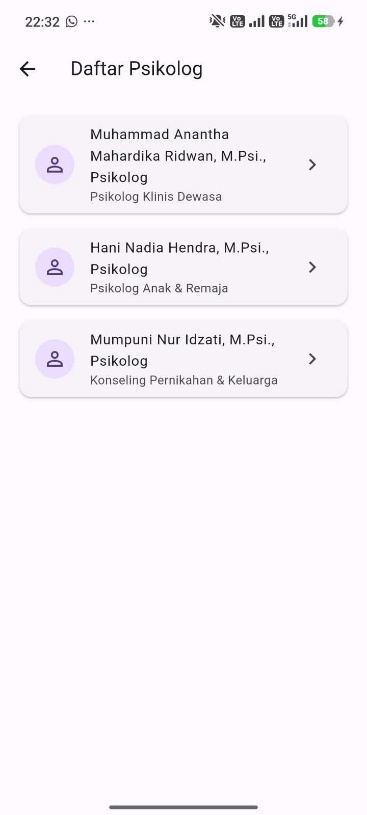 22:32
Daftar Psikolog
Muhammad Anantha
Mahardika Ridwan, M.Psi.,
Psikolog
Psikolog Klinis Dewasa
Hani Nadia Hendra, M.Psi.,
Psikolog
Psikolog Anak & Remaja
Mumpuni Nur Idzati, M.Psi.,
Psikolog
Konseling Pernikahan & Keluarga